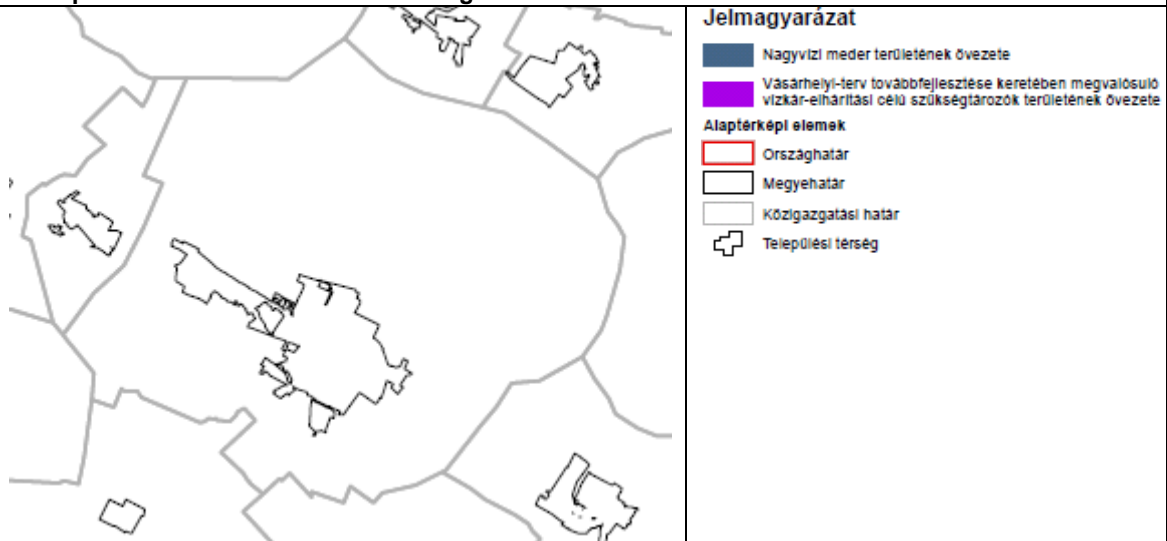 Jelmagyarázat
Nagyvízi meder területének övezete
Vásárhelyi-terv továbbfejlesztése keretében megvalósuló
vízkár-elhárítási célú szükségtározók területének övezete
Alaptérképi elemek
Országhatár
Megyehatár
Közigazgatási határ
Települési térség